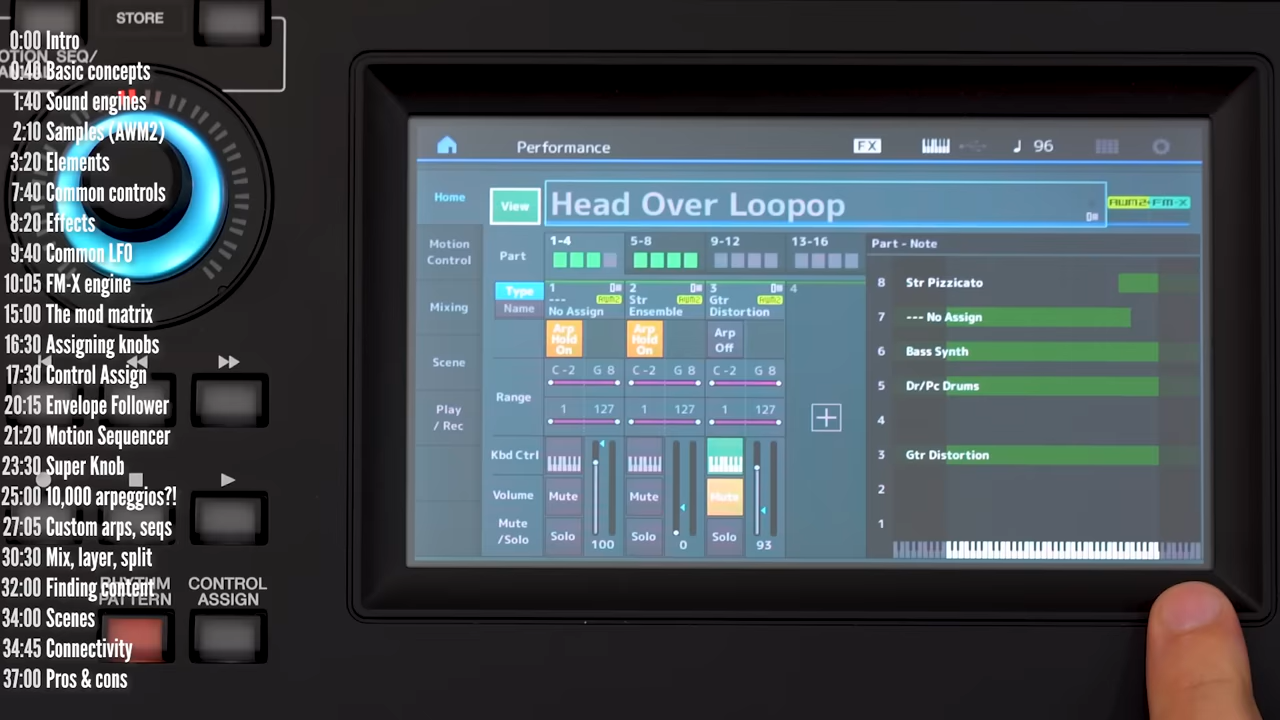 STORE
MOTION SEQ/
0:00 Intro
0:40 Basic concepts
1:40 Sound engines
2:10 Samples (AWM2)
3:20 Elements
7:40 Common controls
8:20 Effects
9:40 Common LFO
10:05 FM-X engine
15:00 The mod matrix
16:30 Assigning knobs
17:30 Control Assign
20:15 Envelope Follower
21:20 Motion Sequencer
23:30 Super Knob
25:00 10,000 arpeggios?!
27:05 Custom arps, seqs
30:30 Mix, layer, split
32:00 Finding content
34:00 Scenes
34:45 Connectivity
37:00 Pros & cons
RHYTHM
PATTERN
CONTROL
ASSIGN
Performance
FX
96
Home
View
Head Over Loopop
AWM2+FM-X
Motion
Control
Mixing
Scene
Play
/ Rec
Part
1-4
5-8
9-12
13-16
Type
Name
1
---
AWM2
No Assign
2
Str
AWM2
Ensemble
3
Gtr
AWM2
Distortion
4
Arp
Hold
On
Arp
Hold
On
Arp
Off
Range
C -2 G 8
C -2 G 8
C -2 G 8
1 127
1 127
1 127
Kbd Ctrl
Volume
Mute
/Solo
Mute
Mute
Mute
Solo
Solo
Solo
100
0
93
Part - Note
8 Str Pizzicato
7 --- No Assign
6 Bass Synth
5 Dr/Pc Drums
4
3 Gtr Distortion
2
1